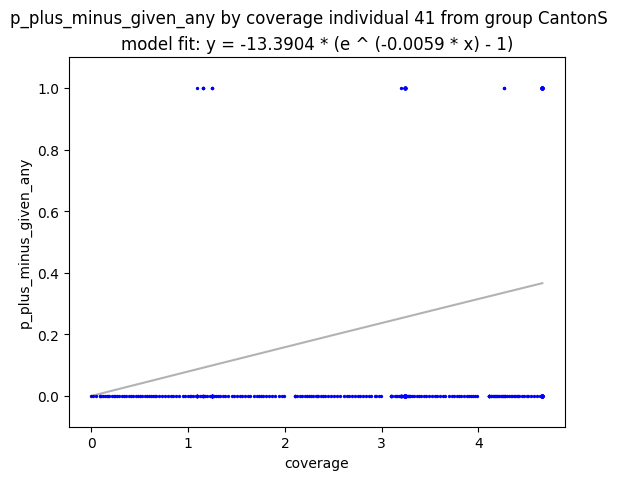 p_plus_minus_given_any by coverage individual 41 from group CantonS
model fit: y = -13.3904 * (e ^ (-0.0059 * x) - 1)
1.0
0.8
0.6
0.4
0.2
0.0
p_plus_minus_given_any
0 1 2 3 4
coverage